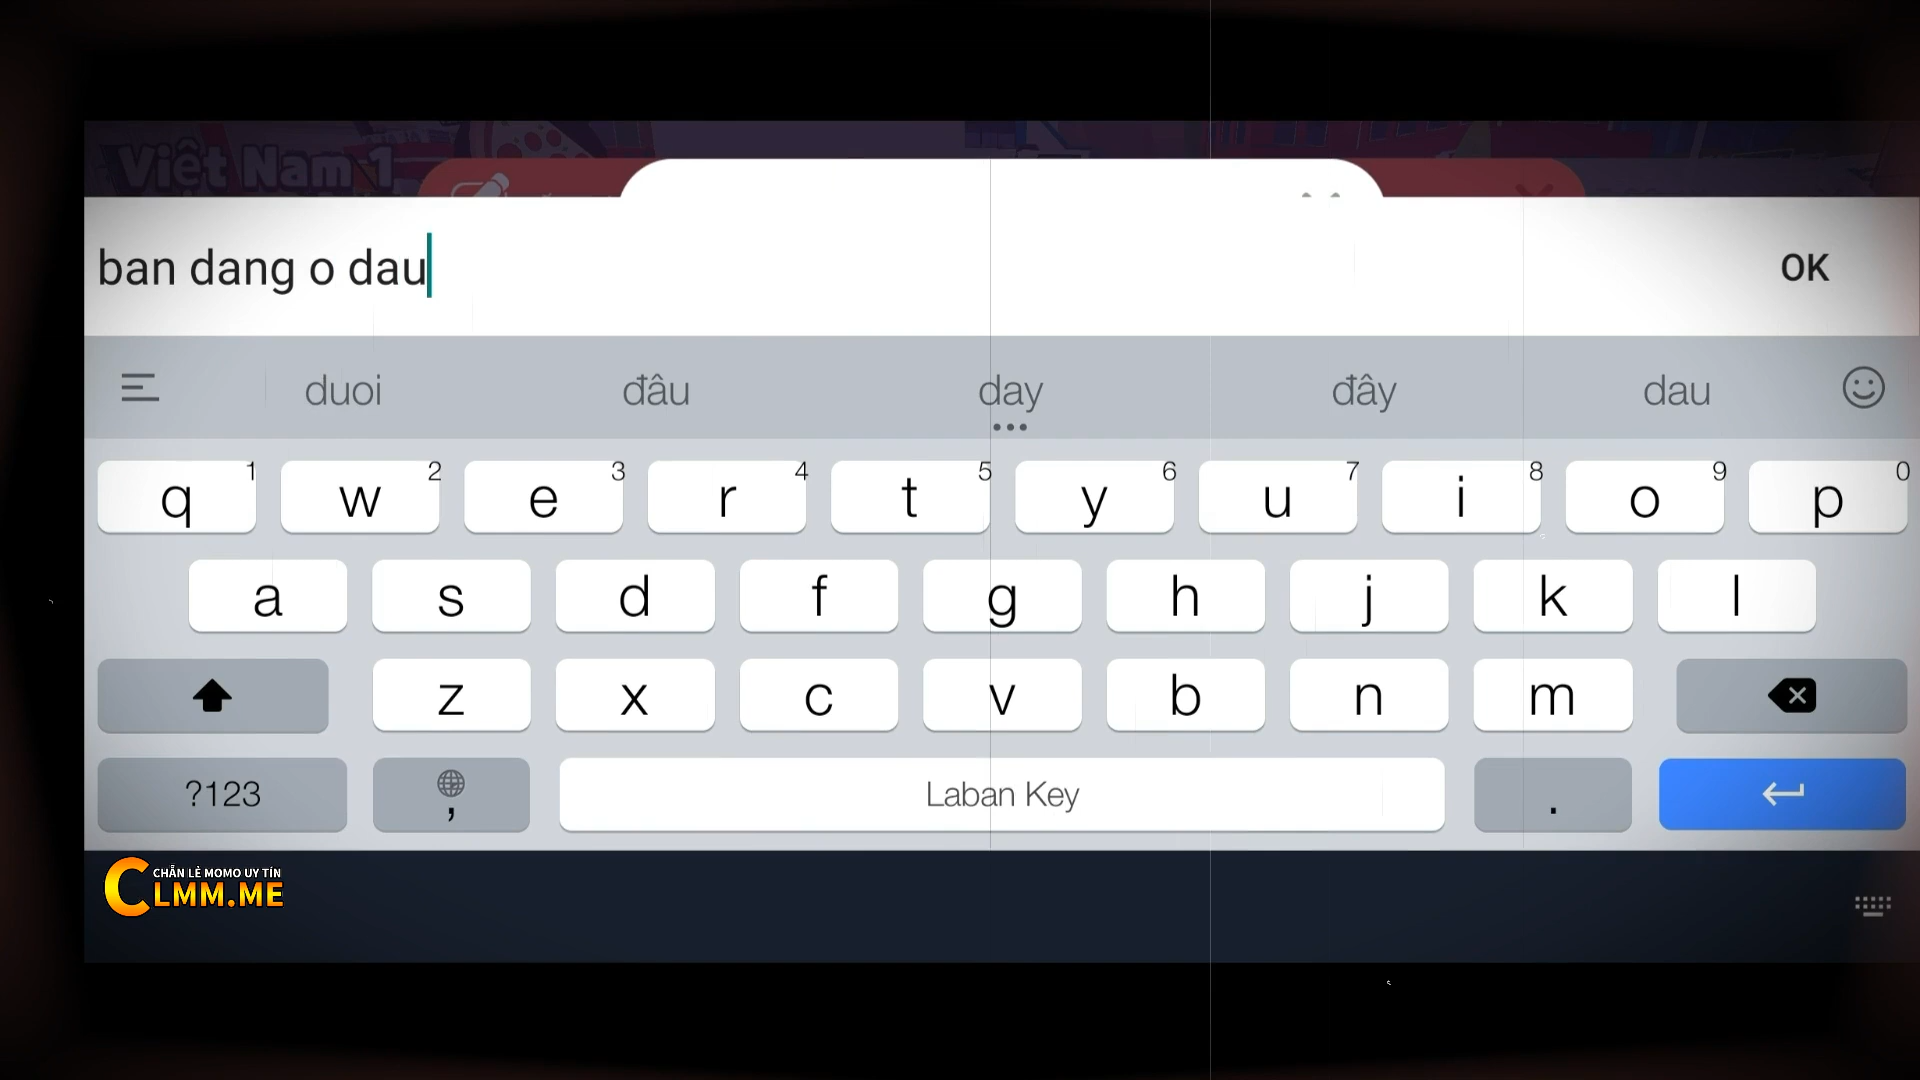 Việt Nam 1
ban dang o dau
OK
duoi đâu day đây dau
q 1 w 2 e 3 r 4 t 5 y 6 u 7 i 8 o 9 p 0
a s d f g h j k l
z x c v b n m
?123 , Laban Key .
CHẴN LẺ MOMO UY TÍN
CLMM.ME